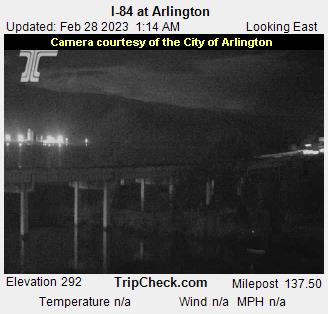 I-84 at Arlington
Updated: Feb 28 2023 1:14 AM Looking East
Camera courtesy of the City of Arlington
Elevation 292 TripCheck.com Milepost 137.50
Temperature n/a Wind n/a MPH n/a